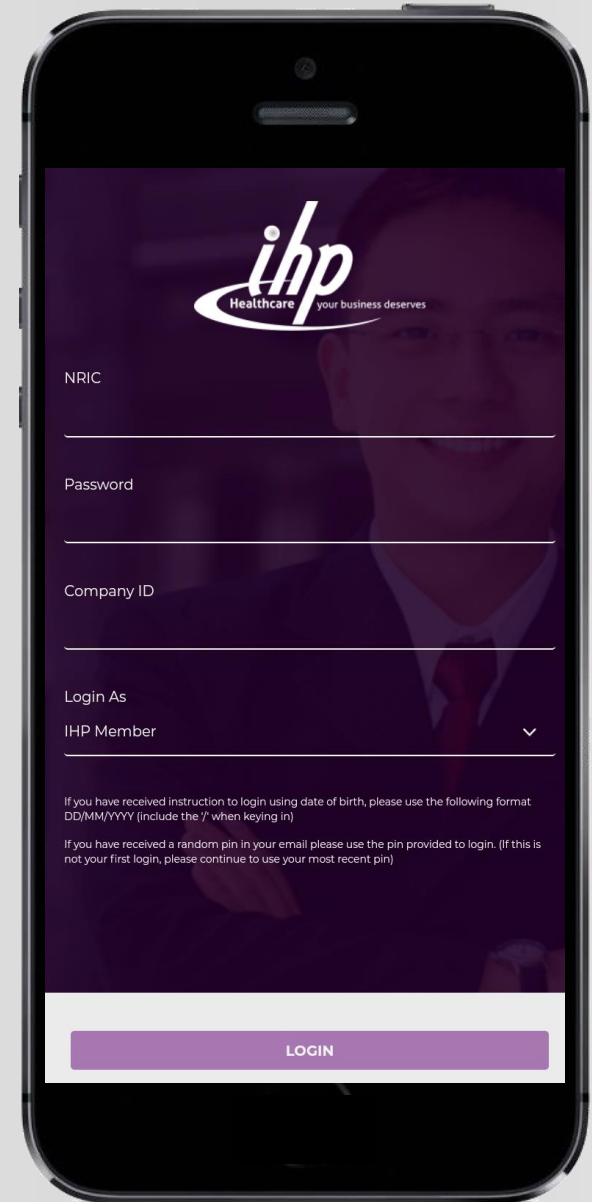 ihp
Healthcare your business deserves
NRIC
Password
Company ID
Login As
IHP Member
If you have received instruction to login using date of birth, please use the following format
DD/MM/YYYY (include the '/' when keying in)
If you have received a random pin in your email please use the pin provided to login. (If this is
not your first login, please continue to use your most recent pin)
LOGIN